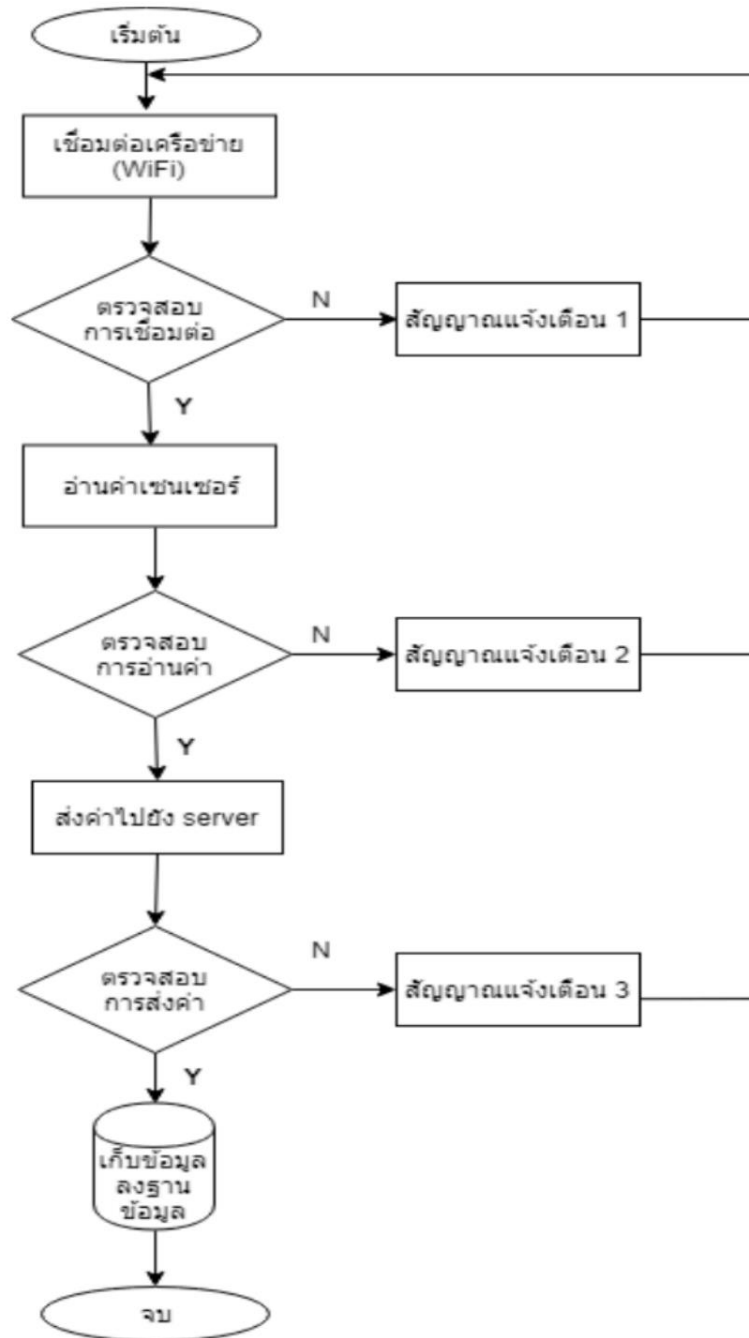 เริ่มต้น
เชื่อมต่อเครือข่าย
(WiFi)
ตรวจสอบ
การเชื่อมต่อ
N
สัญญาณแจ้งเตือน 1
Y
อ่านค่าเซนเซอร์
ตรวจสอบ
การอ่านค่า
N
สัญญาณแจ้งเตือน 2
Y
ส่งค่าไปยัง server
ตรวจสอบ
การส่งค่า
N
สัญญาณแจ้งเตือน 3
Y
เก็บข้อมูล
ลงฐาน
ข้อมูล
จบ